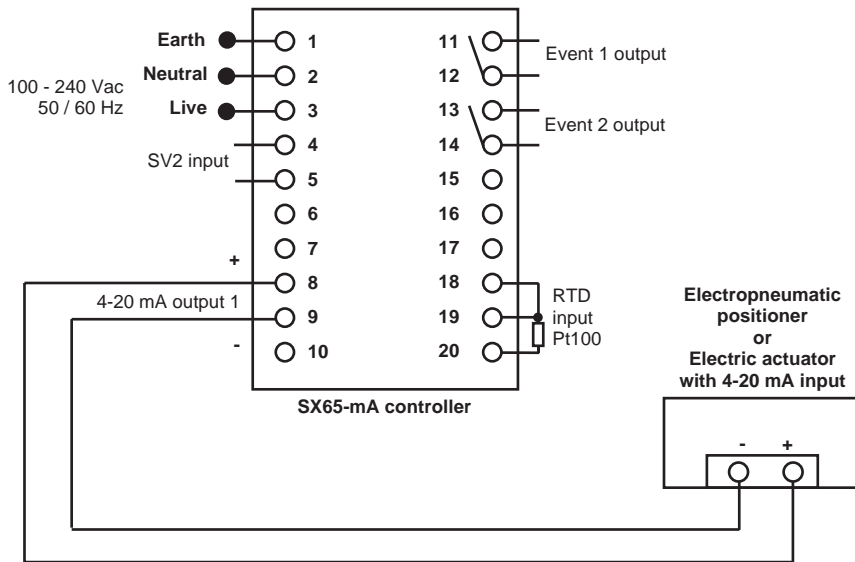 Earth
Neutral
Live
100 - 240 Vac
50 / 60 Hz
SV2 input
+
4-20 mA output 1
-
1
2
3
4
5
6
7
8
9
10
11
12
13
14
15
16
17
18
19
20
Event 1 output
Event 2 output
RTD
input
Pt100
SX65-mA controller
Electropneumatic
positioner
or
Electric actuator
with 4-20 mA input
- +